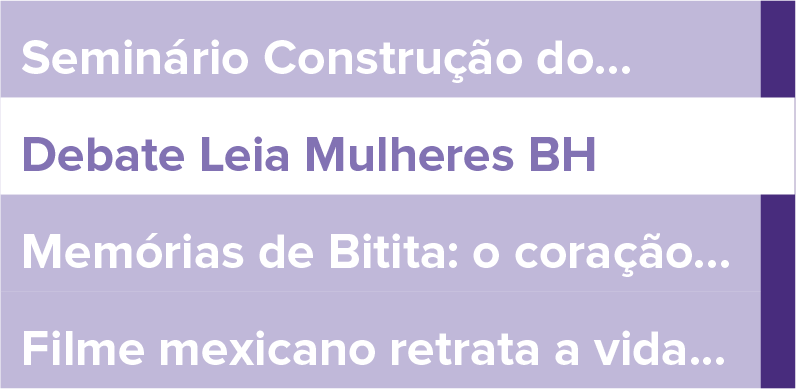 Seminário Construção do...
Debate Leia Mulheres BH
Memórias de Bitita: o coração...
Filme mexicano retrata a vida...